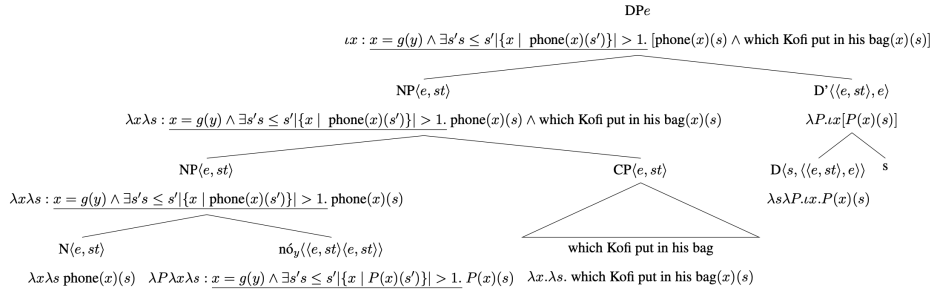 DPe
ιx : x = g(y) ∧ ∃s′s ≤ s′|{x | phone(x)(s′)}| > 1. [phone(x)(s) ∧ which Kofi put in his bag(x)(s)]
NP⟨e, st⟩ D'⟨⟨e, st⟩, e⟩
λxλs : x = g(y) ∧ ∃s′s ≤ s′|{x | phone(x)(s′)}| > 1. phone(x)(s) ∧ which Kofi put in his bag(x)(s) λP.ιx[P(x)(s)]
NP⟨e, st⟩ CP⟨e, st⟩ D⟨s, ⟨⟨e, st⟩, e⟩⟩ s
λxλs : x = g(y) ∧ ∃s′s ≤ s′|{x | phone(x)(s′)}| > 1. phone(x)(s) λsλP.ιx.P(x)(s)
N⟨e, st⟩ nóy⟨⟨e, st⟩⟨e, st⟩⟩ which Kofi put in his bag
λxλs phone(x)(s) λPλxλs : x = g(y) ∧ ∃s′s ≤ s′|{x | P(x)(s′)}| > 1. P(x)(s) λx.λs. which Kofi put in his bag(x)(s)